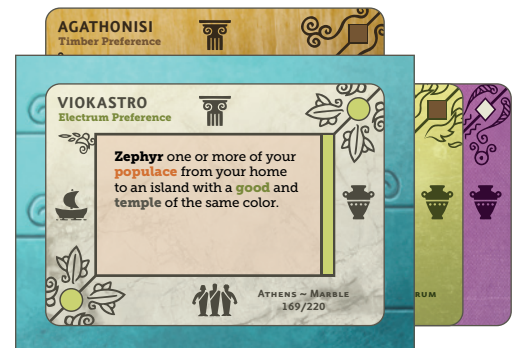 AGATHONISI
Timber Preference
VIOKASTRO
Electrum Preference
Zephyr one or more of your
populace from your home
to an island with a good and
temple of the same color.
Athens ~ Marble
169/220
RUM